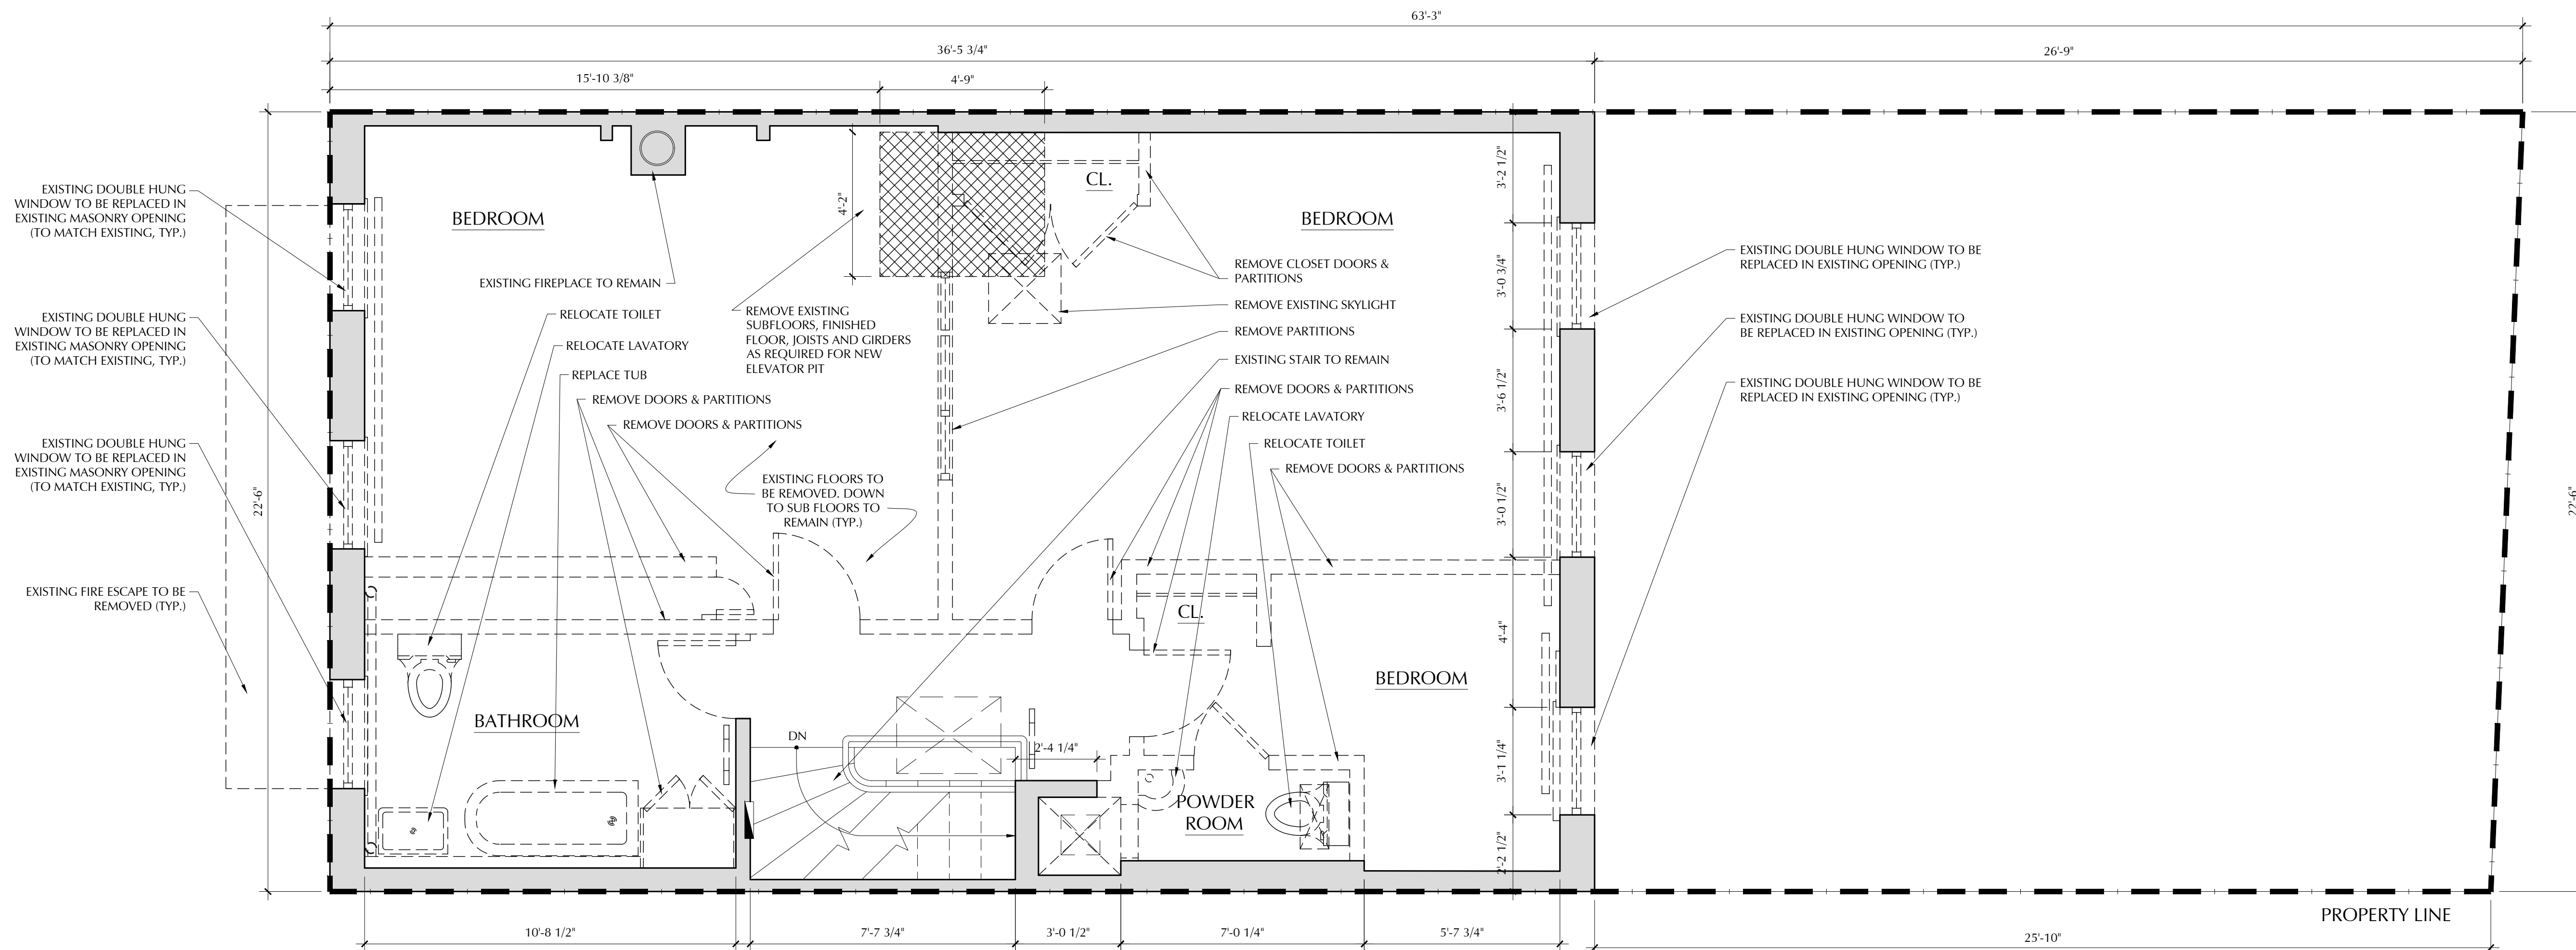 63'-3"
36'-5 3/4"
26'-9"
15'-10 3/8"
4'-9"
EXISTING DOUBLE HUNG
WINDOW TO BE REPLACED IN
EXISTING MASONRY OPENING
(TO MATCH EXISTING, TYP.)
EXISTING DOUBLE HUNG
WINDOW TO BE REPLACED IN
EXISTING MASONRY OPENING
(TO MATCH EXISTING, TYP.)
EXISTING DOUBLE HUNG
WINDOW TO BE REPLACED IN
EXISTING MASONRY OPENING
(TO MATCH EXISTING, TYP.)
EXISTING FIRE ESCAPE TO BE
REMOVED (TYP.)
22'-6"
BEDROOM
EXISTING FIREPLACE TO REMAIN
RELOCATE TOILET
RELOCATE LAVATORY
REPLACE TUB
REMOVE DOORS & PARTITIONS
REMOVE DOORS & PARTITIONS
4'-2"
REMOVE EXISTING
SUBFLOORS, FINISHED
FLOOR, JOISTS AND GIRDERS
AS REQUIRED FOR NEW
ELEVATOR PIT
EXISTING FLOORS TO
BE REMOVED. DOWN
TO SUB FLOORS TO
REMAIN (TYP.)
CL.
BEDROOM
REMOVE CLOSET DOORS &
PARTITIONS
REMOVE EXISTING SKYLIGHT
REMOVE PARTITIONS
EXISTING STAIR TO REMAIN
REMOVE DOORS & PARTITIONS
RELOCATE LAVATORY
RELOCATE TOILET
REMOVE DOORS & PARTITIONS
3'-2 1/2"
3'-0 3/4"
3'-6 1/2"
3'-0 1/2"
4'-4"
3'-1 1/4"
2'-2 1/2"
EXISTING DOUBLE HUNG WINDOW TO BE
REPLACED IN EXISTING OPENING (TYP.)
EXISTING DOUBLE HUNG WINDOW TO
BE REPLACED IN EXISTING OPENING (TYP.)
EXISTING DOUBLE HUNG WINDOW TO BE
REPLACED IN EXISTING OPENING (TYP.)
22'-6"
CL.
BEDROOM
BATHROOM
DN
2'-4 1/4"
POWDER
ROOM
PROPERTY LINE
10'-8 1/2"
7'-7 3/4"
3'-0 1/2"
7'-0 1/4"
5'-7 3/4"
25'-10"